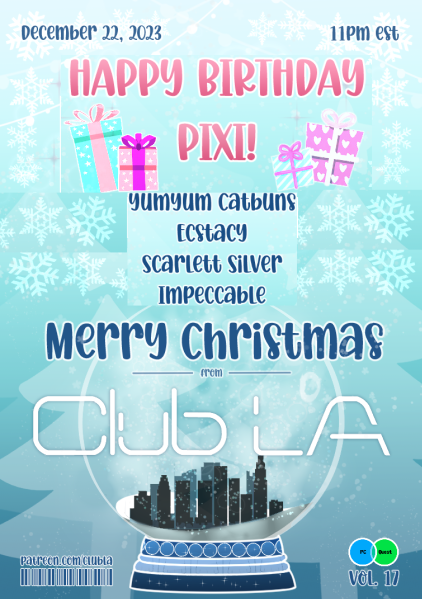 December 22, 2023
11PM est
HAPPY BIRTHDAY
PIXI!
yumyum catbuns
Ecstacy
Scarlett Silver
Impeccable
Merry Christmas
from
Club LA
patreon.com/clubla
PC Quest
VOL. 17